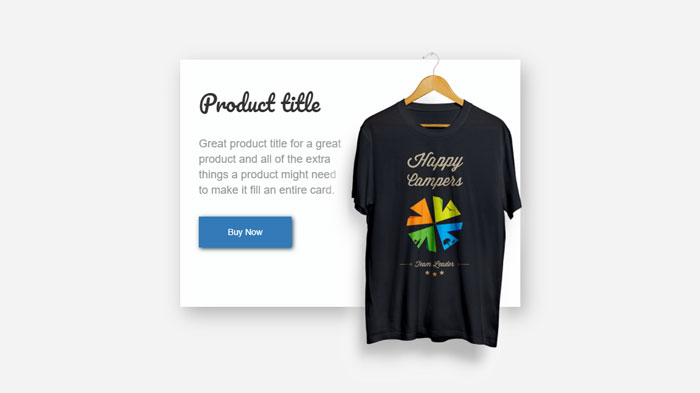 Product title
Great product title for a great
product and all of the extra
things a product might need
to make it fill an entire card.
Buy Now
Happy
Campers
Team Leader